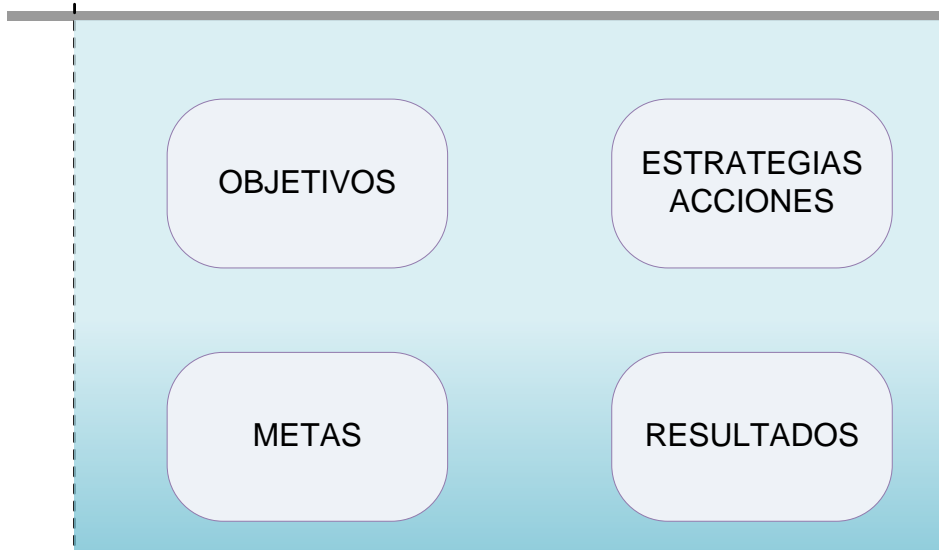 OBJETIVOS
ESTRATEGIAS
ACCIONES
METAS
RESULTADOS